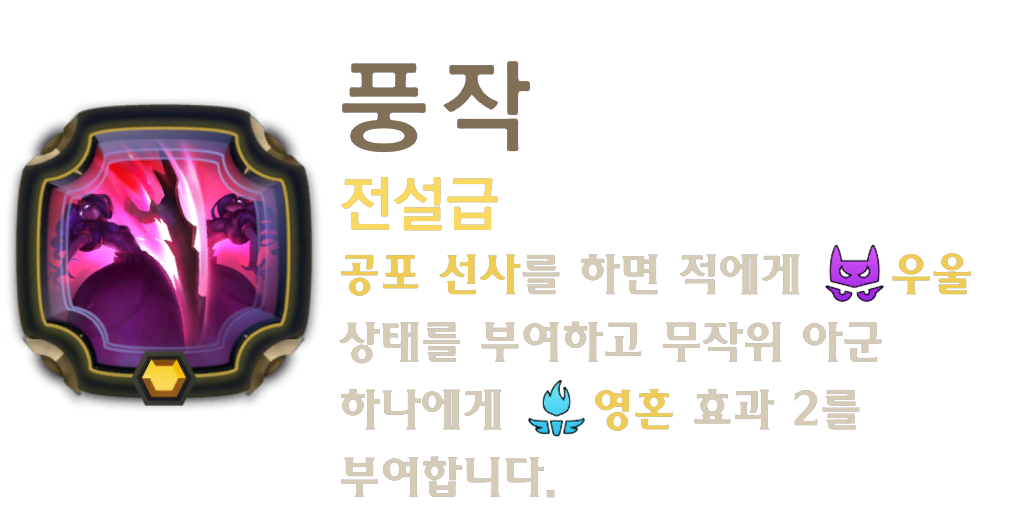 풍작
전설급
공포 선사를 하면 적에게 우울
상태를 부여하고 무작위 아군
하나에게 영혼 효과 2를
부여합니다.